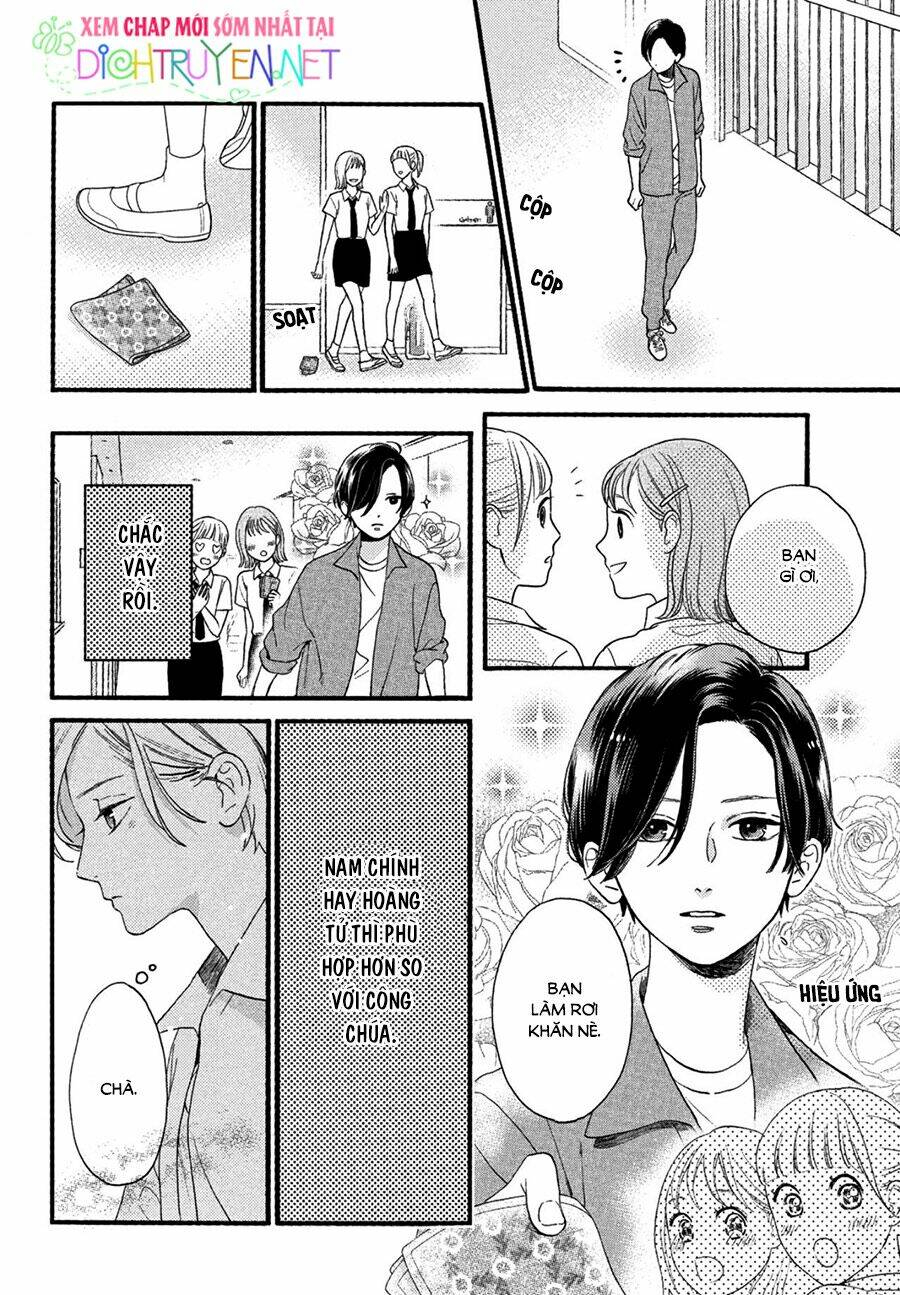 XEM CHAP MỚI SỚM NHẤT TẠI
DICHTRUYEN.NET
CỘP
CỘP
SOẠT
BẠN
GÌ ƠI,
CHẮC
VẬY
RỒI.
BẠN
LÀM RƠI
KHĂN NÈ.
HIỆU ỨNG
NAM CHINH
HAY HOÀNG
TỬ THÌ PHÙ
HỢP HƠN SO
VỚI CÔNG
CHÚA.
CHÀ.